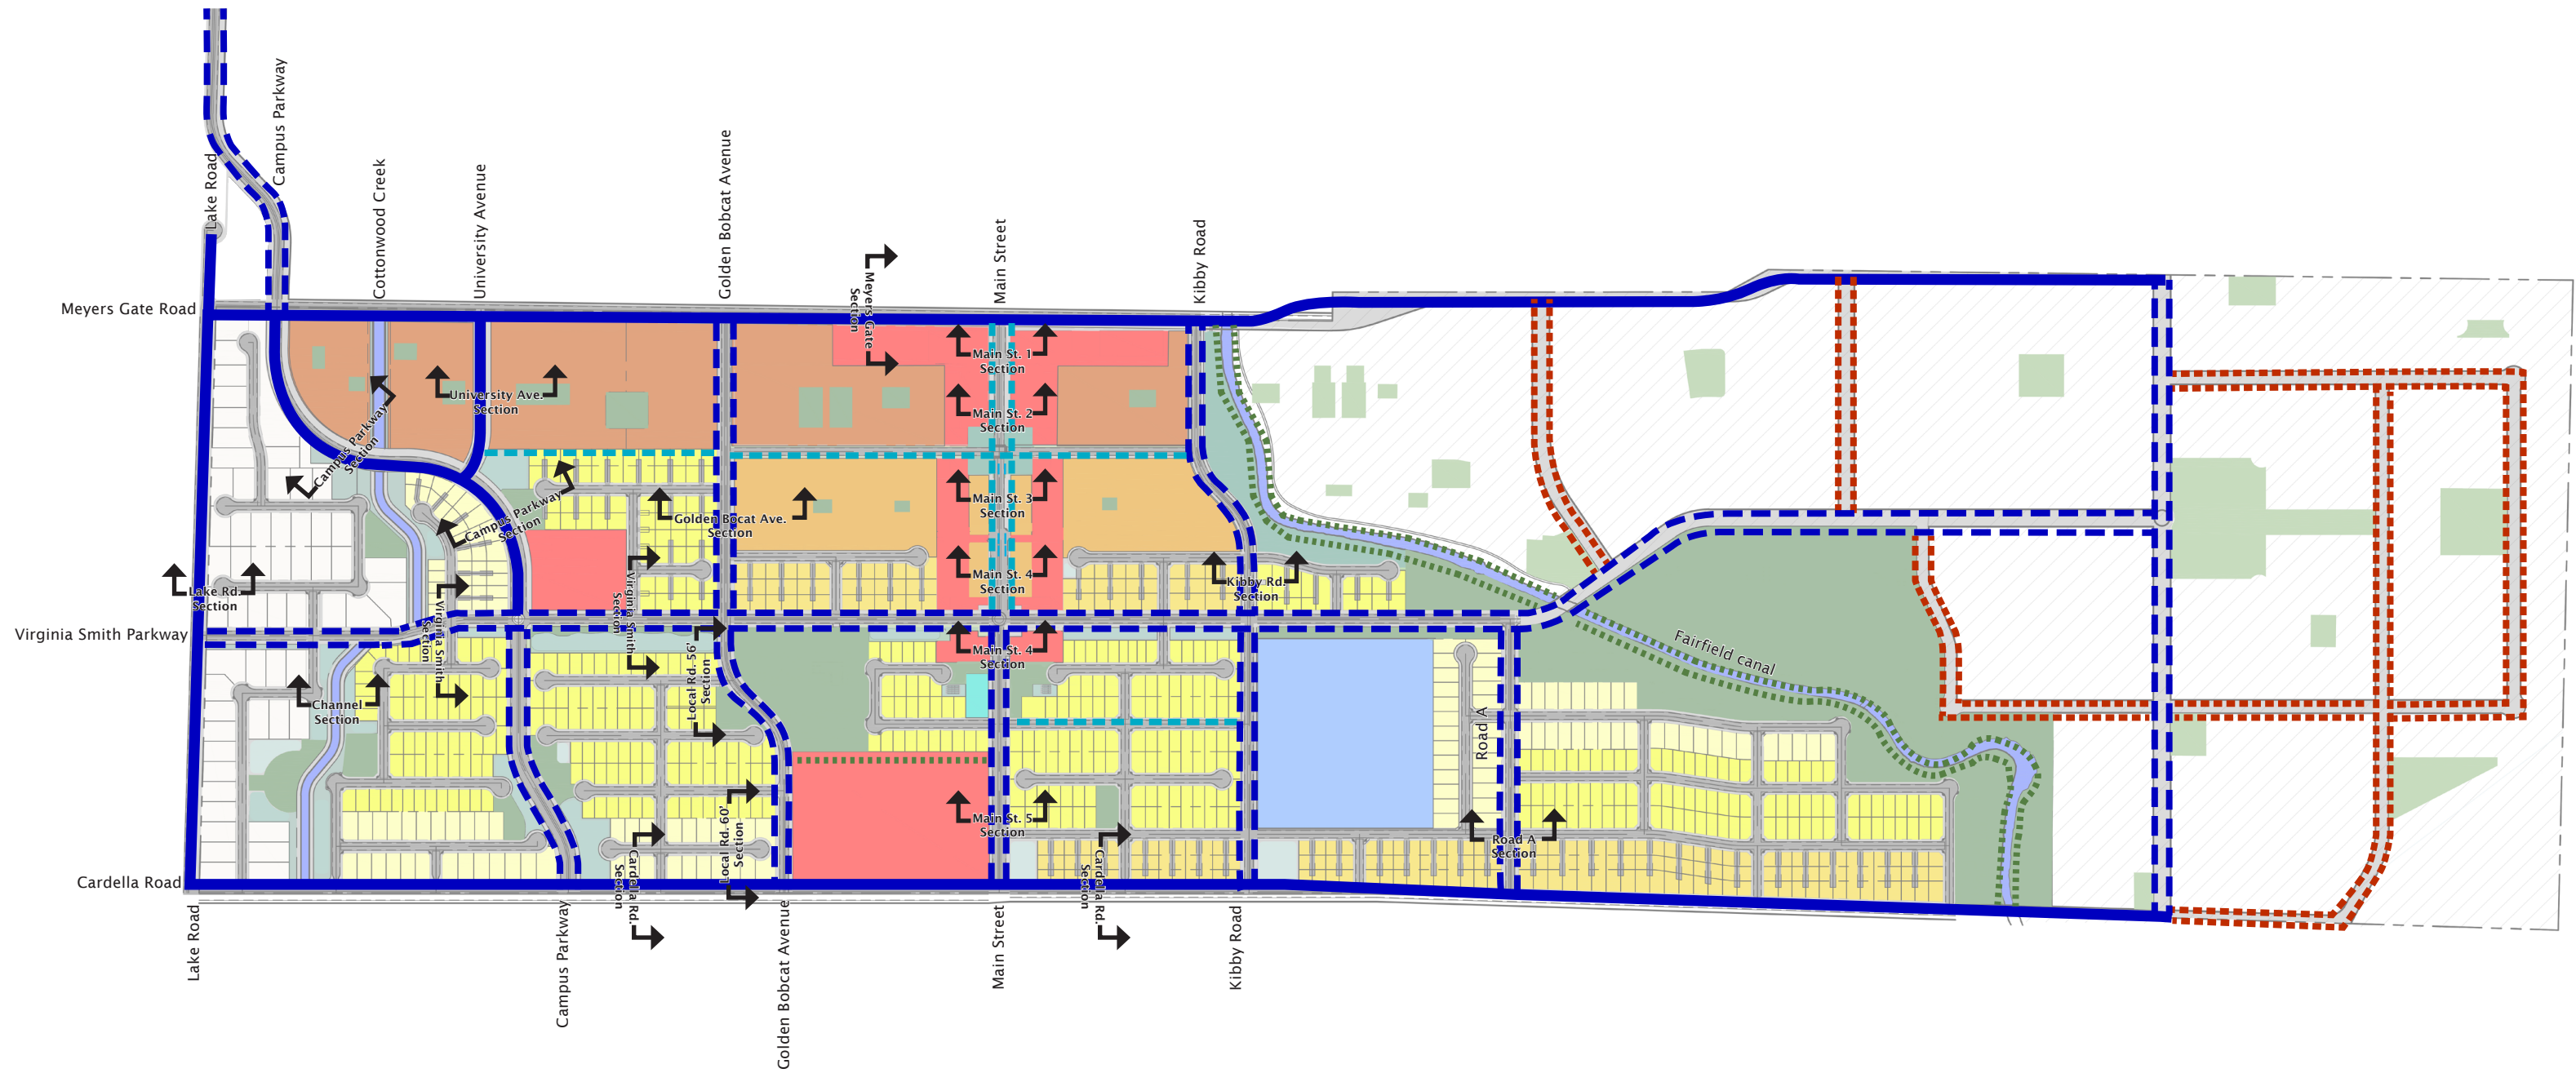 Lake Road
Campus Parkway
Cottonwood Creek
University Avenue
Golden Bobcat Avenue
Main Street
Kibby Road
Meyers Gate Road
Meyers Gate
Section
Main St. 1
Section
University Ave.
Section
Main St. 2
Section
Campus Parkway
Section
Campus Parkway
Section
Golden Bocat Ave.
Section
Main St. 3
Section
Main St. 4
Section
Kibby Rd.
Section
Lake Rd.
Section
Virginia Smith
Section
Virginia Smith
Section
Virginia Smith Parkway
Main St. 4
Section
Local Rd. 56'
Section
Fairfield canal
Channel
Section
Road A
Main St. 5
Section
Local Rd. 60'
Section
Road A
Section
Cardella Rd.
Section
Cardella Rd.
Section
Cardella Road
Lake Road
Campus Parkway
Golden Bobcat Avenue
Main Street
Kibby Road